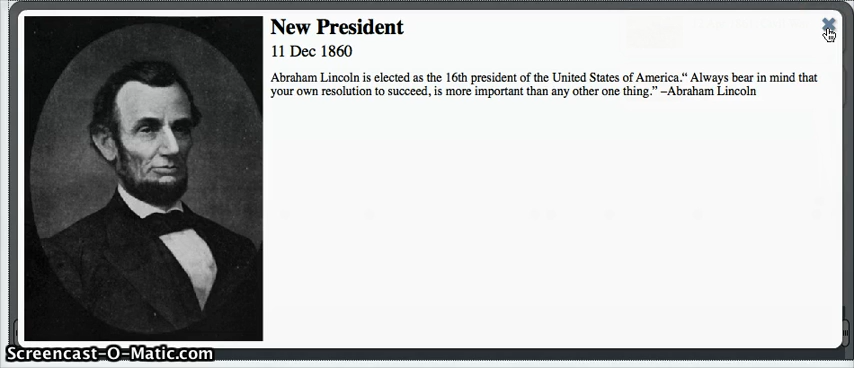 New President
11 Dec 1860
Abraham Lincoln is elected as the 16th president of the United States of America.“ Always bear in mind that
your own resolution to succeed, is more important than any other one thing.” –Abraham Lincoln
Screencast-O-Matic.com